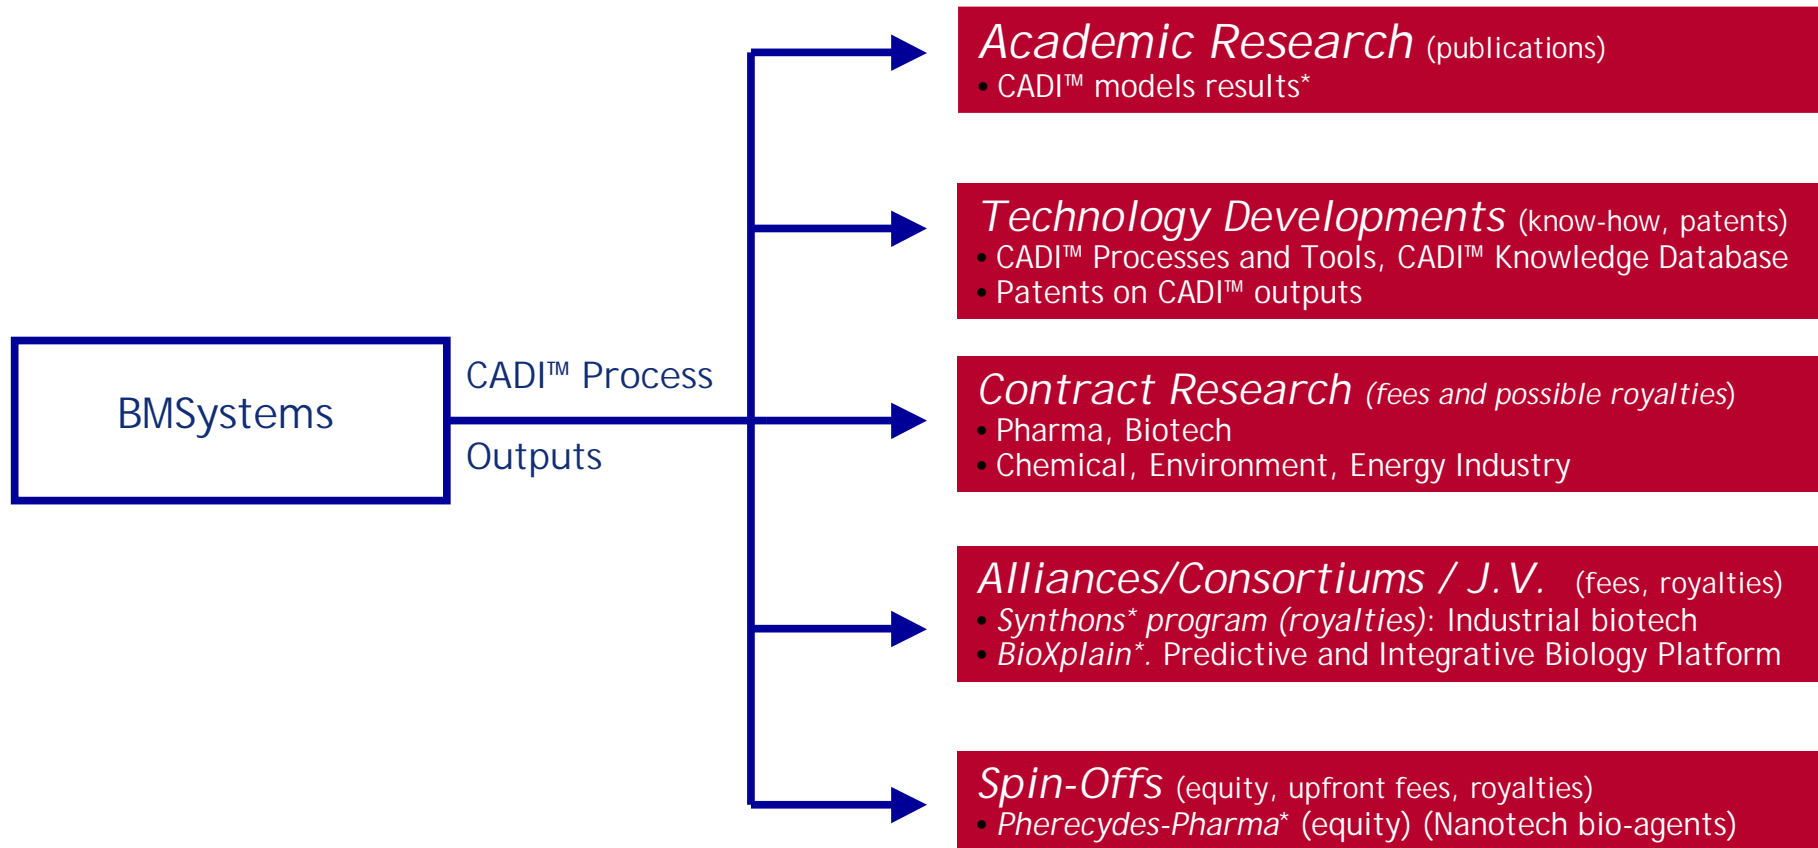 BMSystems
CADI™ Process
Outputs
Academic Research (publications)
• CADI™ models results*
Technology Developments (know-how, patents)
• CADI™ Processes and Tools, CADI™ Knowledge Database
• Patents on CADI™ outputs
Contract Research (fees and possible royalties)
• Pharma, Biotech
• Chemical, Environment, Energy Industry
Alliances/Consortiums / J.V. (fees, royalties)
• Synthons* program (royalties): Industrial biotech
• BioXplain*. Predictive and Integrative Biology Platform
Spin-Offs (equity, upfront fees, royalties)
• Pherecydes-Pharma* (equity) (Nanotech bio-agents)